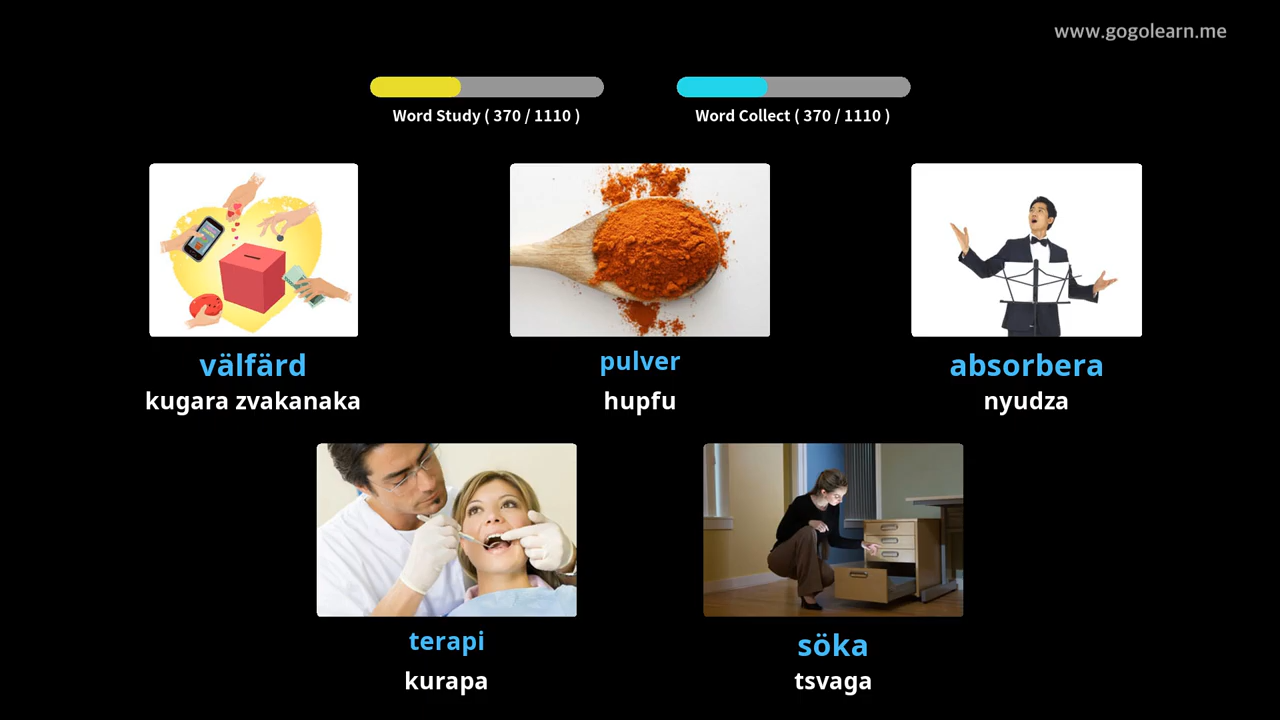 www.gogolearn.me
Word Study ( 370 / 1110 )
Word Collect ( 370 / 1110 )
välfärd
kugara zvakanaka
pulver
hupfu
absorbera
nyudza
terapi
kurapa
söka
tsvaga